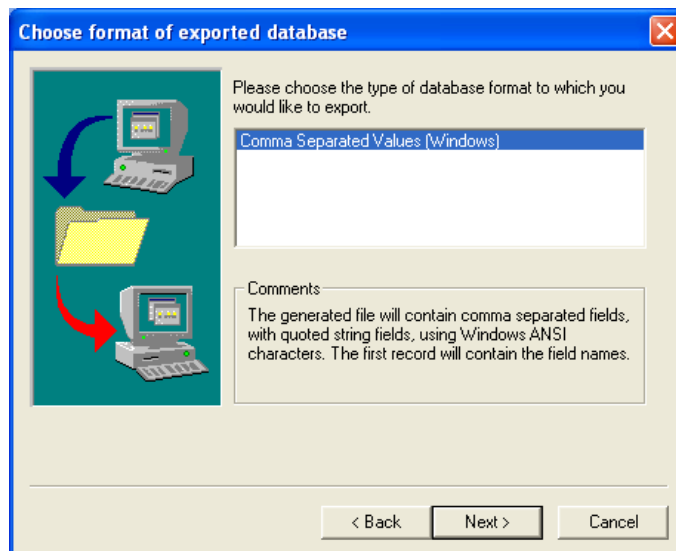 Choose format of exported database
Please choose the type of database format to which you
would like to export.
Comma Separated Values (Windows)
Comments
The generated file will contain comma separated fields,
with quoted string fields, using Windows ANSI
characters. The first record will contain the field names.
< Back
Next >
Cancel